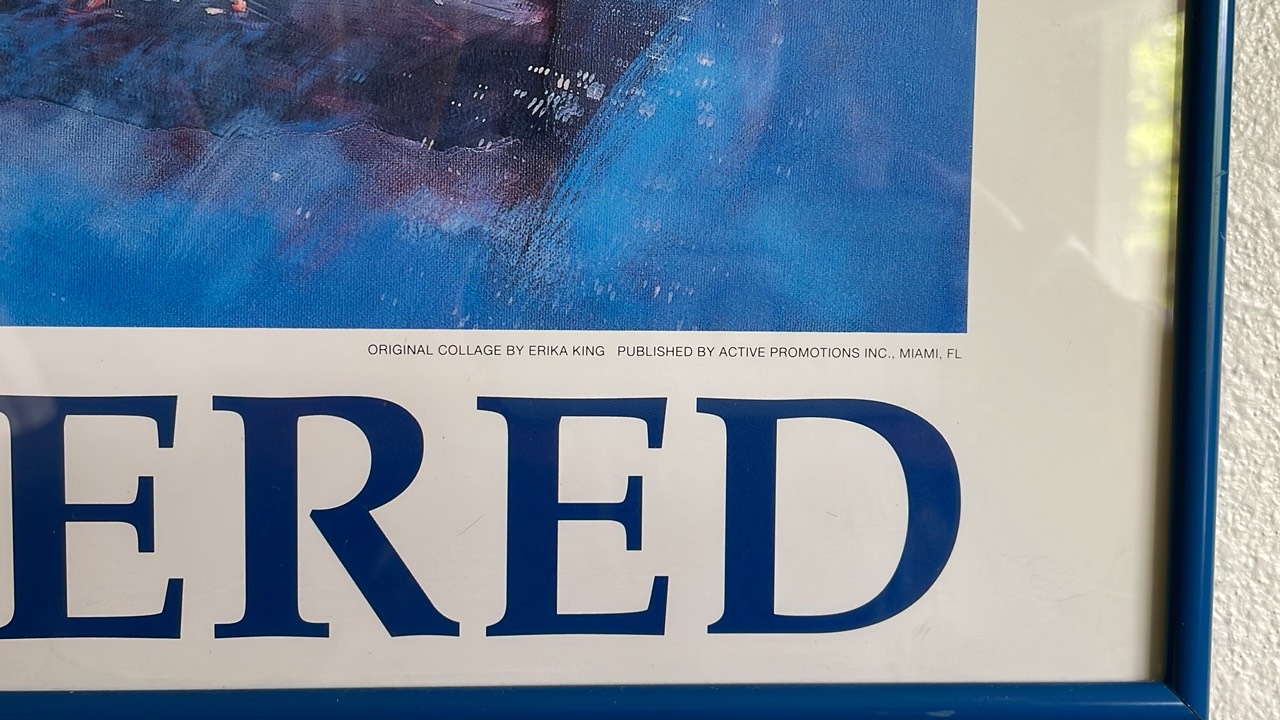 ORIGINAL COLLAGE BY ERIKA KING PUBLISHED BY ACTIVE PROMOTIONS INC., MIAMI, FL
ERED